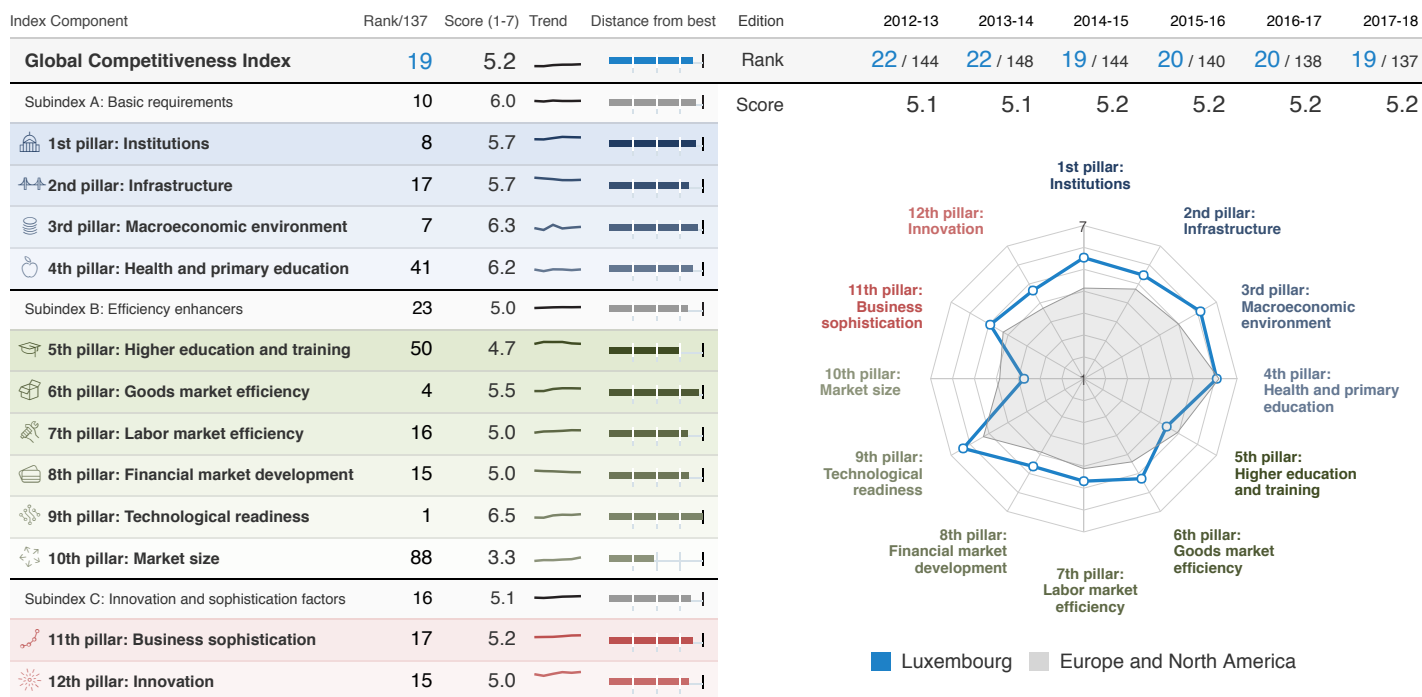 Index Component Rank/137 Score (1-7) Trend Distance from best
Global Competitiveness Index 19 5.2
Subindex A: Basic requirements 10 6.0
1st pillar: Institutions 8 5.7
2nd pillar: Infrastructure 17 5.7
3rd pillar: Macroeconomic environment 7 6.3
4th pillar: Health and primary education 41 6.2
Subindex B: Efficiency enhancers 23 5.0
5th pillar: Higher education and training 50 4.7
6th pillar: Goods market efficiency 4 5.5
7th pillar: Labor market efficiency 16 5.0
8th pillar: Financial market development 15 5.0
9th pillar: Technological readiness 1 6.5
10th pillar: Market size 88 3.3
Subindex C: Innovation and sophistication factors 16 5.1
11th pillar: Business sophistication 17 5.2
12th pillar: Innovation 15 5.0
Edition 2012-13 2013-14 2014-15 2015-16 2016-17 2017-18
Rank 22 / 144 22 / 148 19 / 144 20 / 140 20 / 138 19 / 137
Score 5.1 5.1 5.2 5.2 5.2 5.2
1st pillar:
Institutions
2nd pillar:
Infrastructure
3rd pillar:
Macroeconomic
environment
4th pillar:
Health and primary
education
5th pillar:
Higher education
and training
6th pillar:
Goods market
efficiency
7th pillar:
Labor market
efficiency
8th pillar:
Financial market
development
9th pillar:
Technological
readiness
10th pillar:
Market size
11th pillar:
Business
sophistication
12th pillar:
Innovation
7
1
Luxembourg Europe and North America